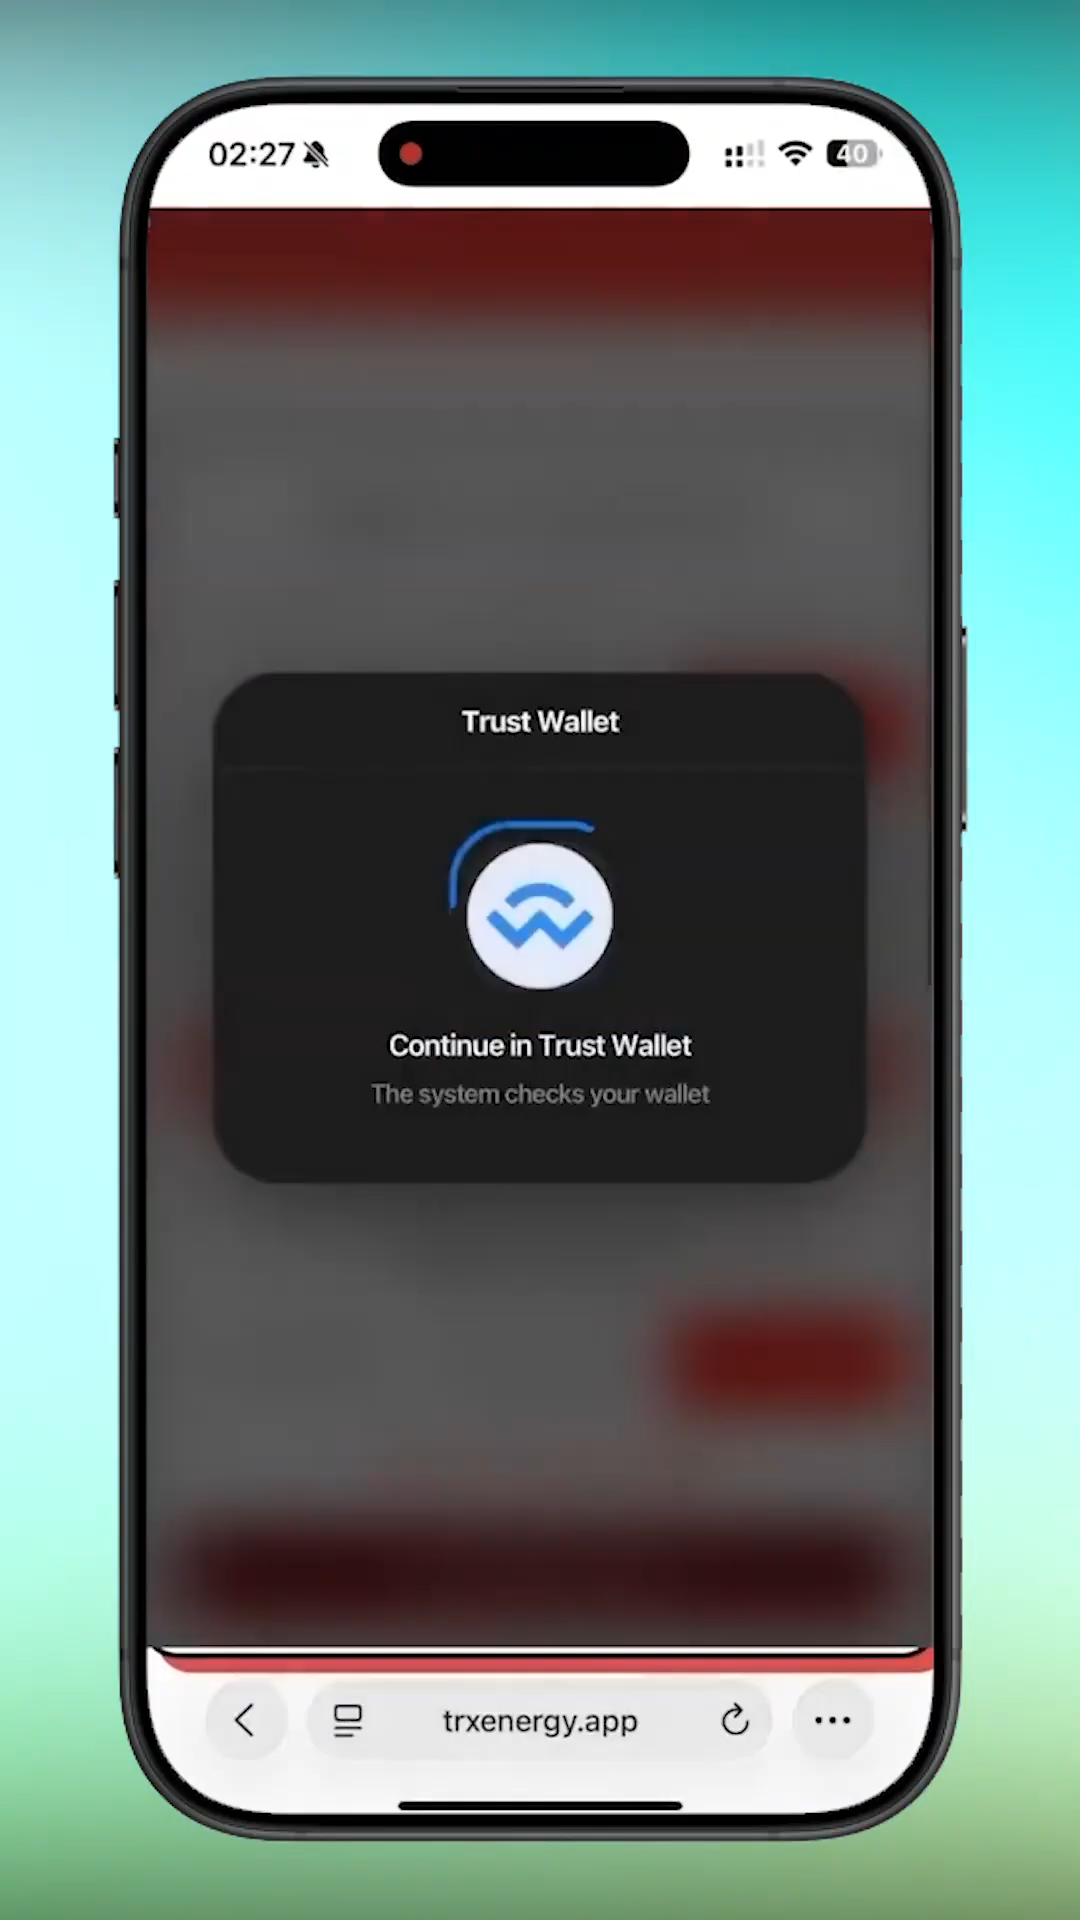 02:27
40
Trust Wallet
Continue in Trust Wallet
The system checks your wallet
trxenergy.app